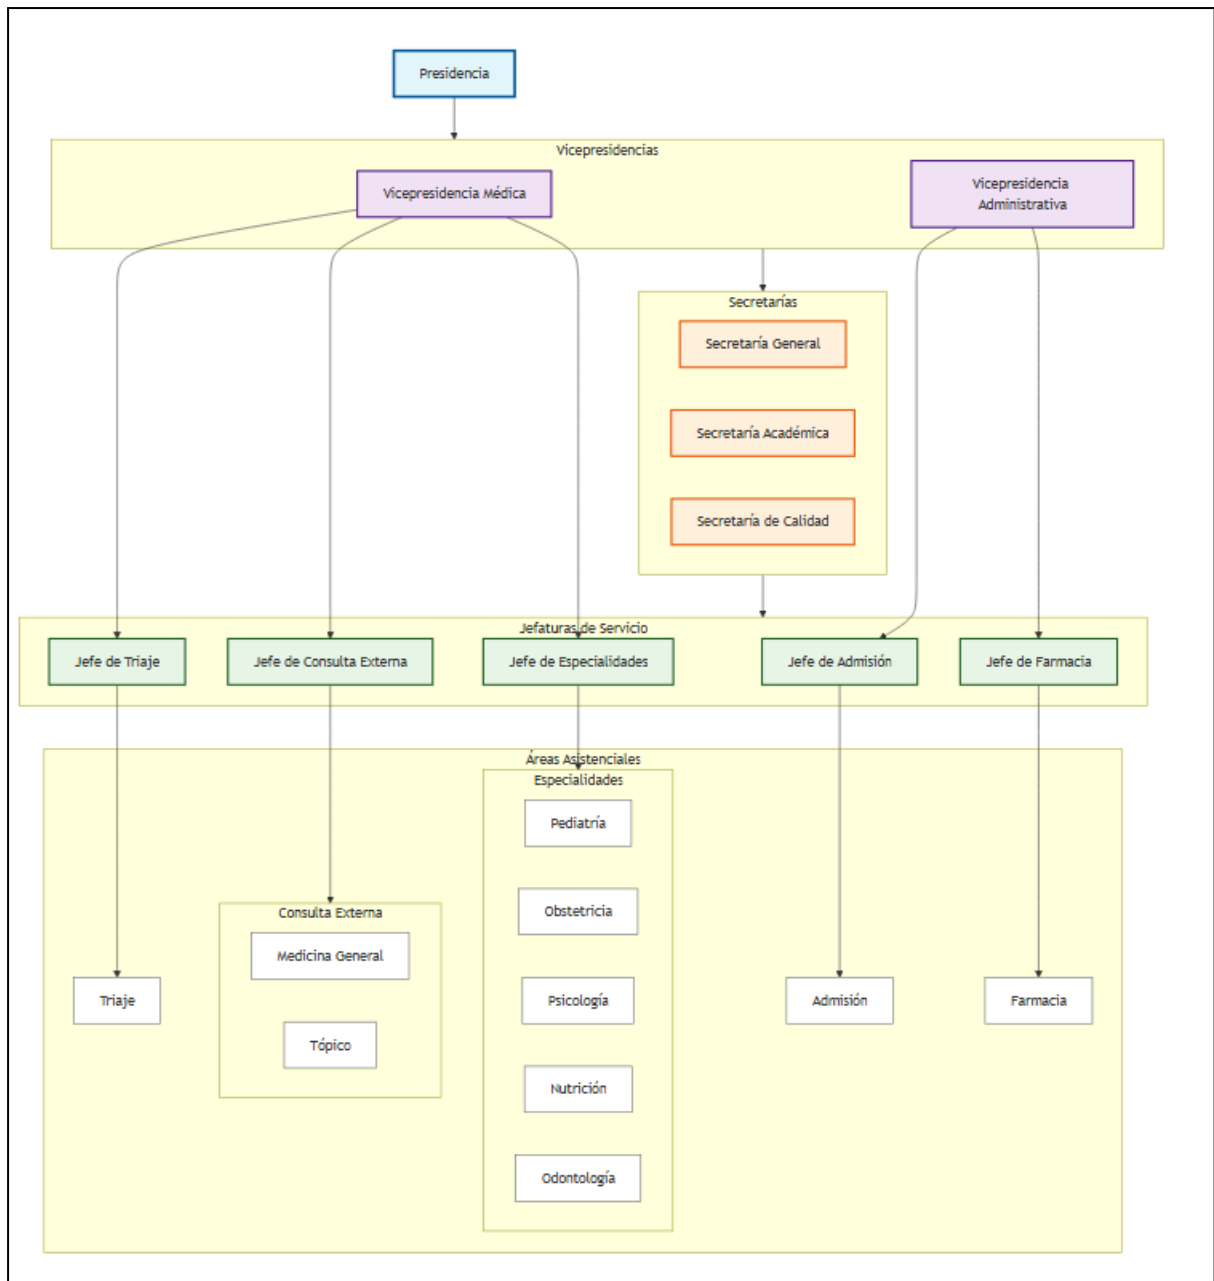 Presidencia
Vicepresidencias
Vicepresidencia Médica
Vicepresidencia
Administrativa
Secretarías
Secretaría General
Secretaría Académica
Secretaría de Calidad
Jefaturas de Servicio
Jefe de Triaje
Jefe de Consulta Externa
Jefe de Especialidades
Jefe de Admisión
Jefe de Farmacia
Áreas Asistenciales
Especialidades
Pediatría
Obstetricia
Consulta Externa
Medicina General
Triaje
Psicología
Admisión
Farmacia
Tópico
Nutrición
Odontología